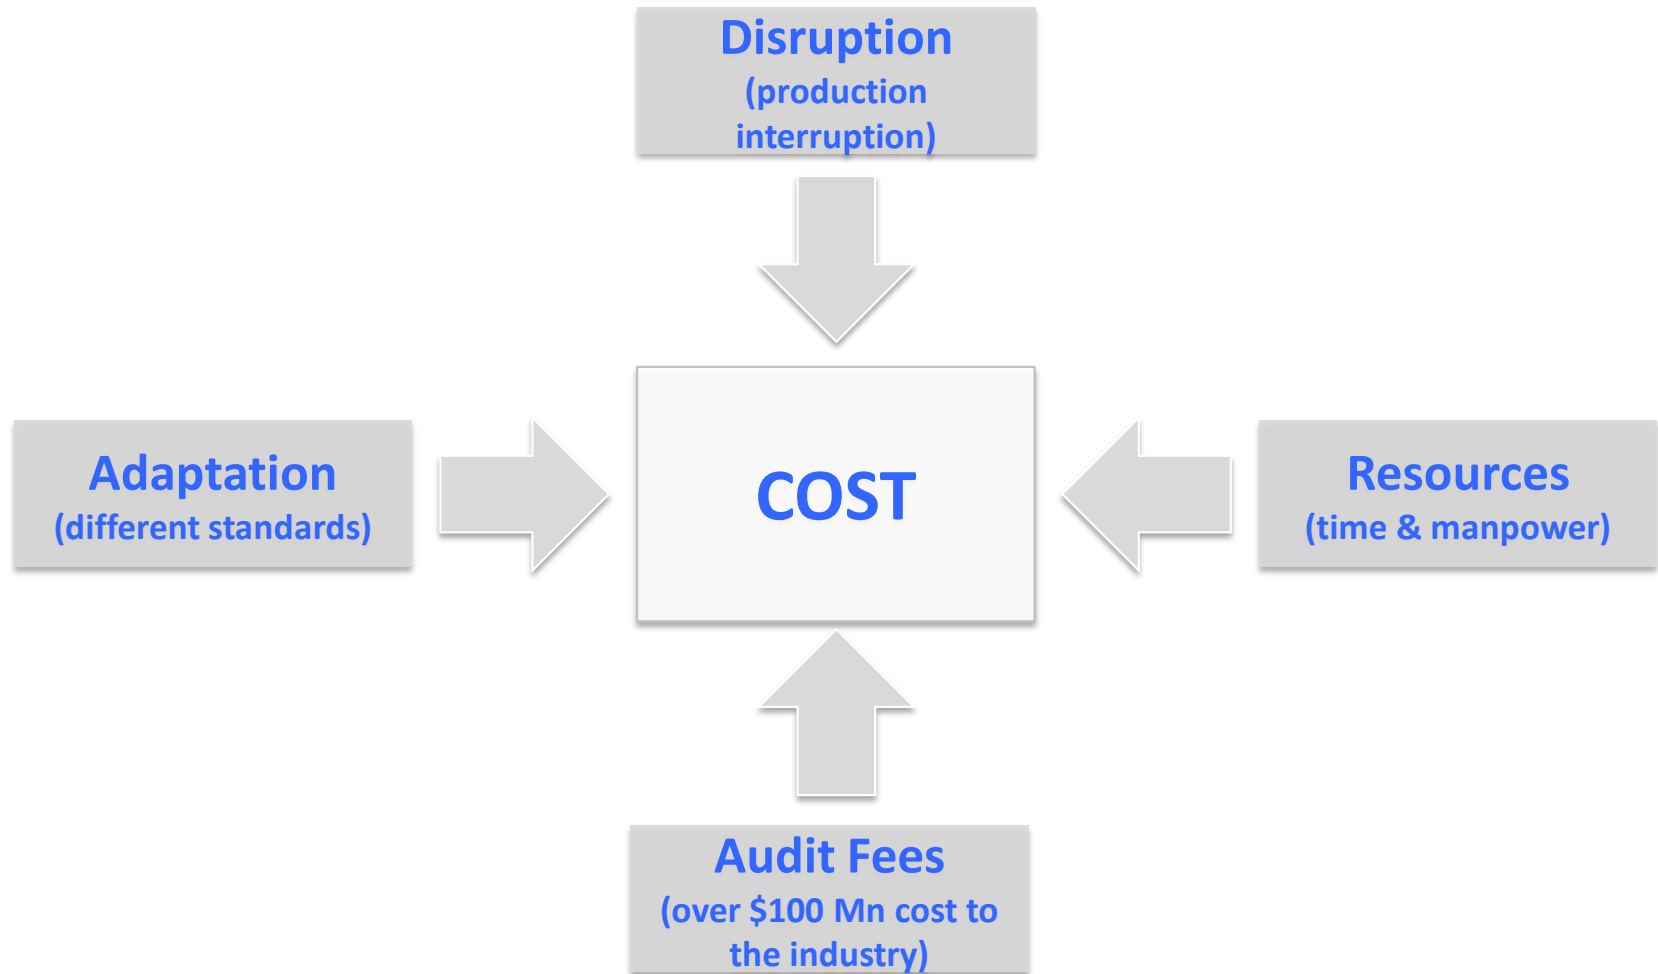 Disruption
(production
interruption)
Adaptation
(different standards)
COST
Resources
(time & manpower)
Audit Fees
(over $100 Mn cost to
the industry)